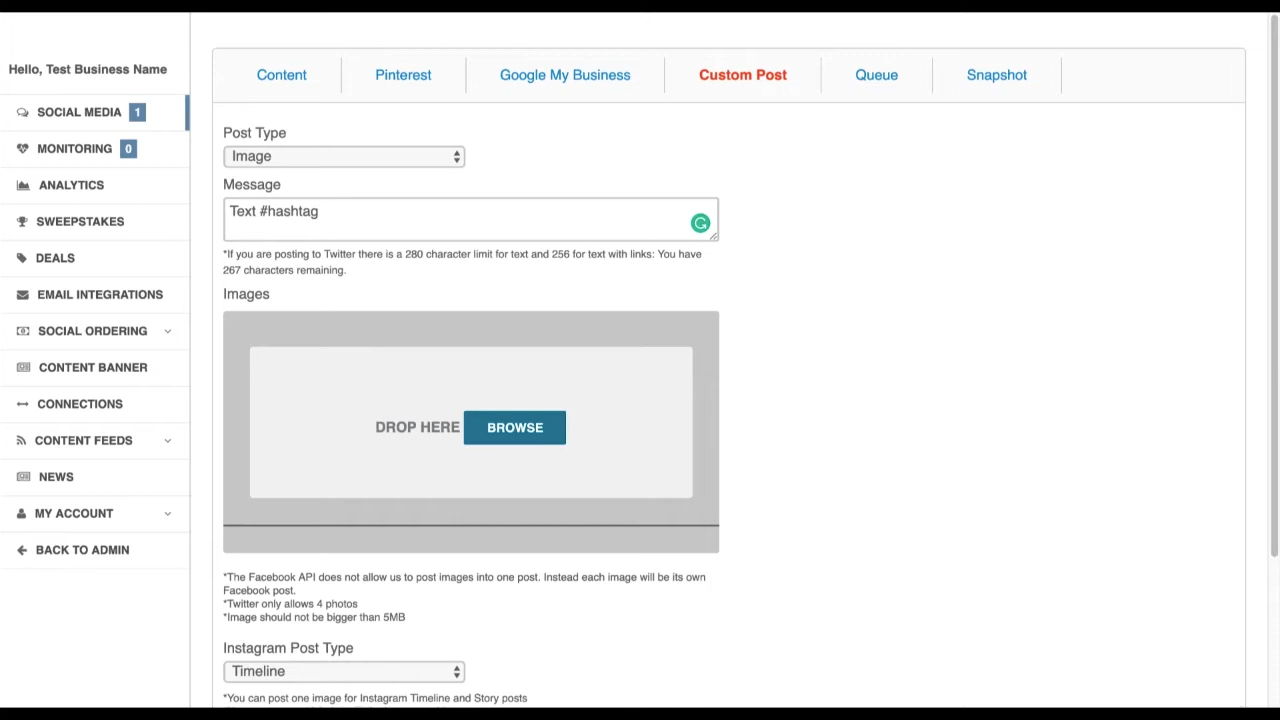 Hello, Test Business Name
SOCIAL MEDIA 1
MONITORING 0
ANALYTICS
SWEEPSTAKES
DEALS
EMAIL INTEGRATIONS
SOCIAL ORDERING
CONTENT BANNER
CONNECTIONS
CONTENT FEEDS
NEWS
MY ACCOUNT
BACK TO ADMIN
Content Pinterest Google My Business Custom Post Queue Snapshot
Post Type
Image
Message
Text #hashtag
*If you are posting to Twitter there is a 280 character limit for text and 256 for text with links: You have
267 characters remaining.
Images
DROP HERE BROWSE
*The Facebook API does not allow us to post images into one post. Instead each image will be its own
Facebook post.
*Twitter only allows 4 photos
*Image should not be bigger than 5MB
Instagram Post Type
Timeline
*You can post one image for Instagram Timeline and Story posts